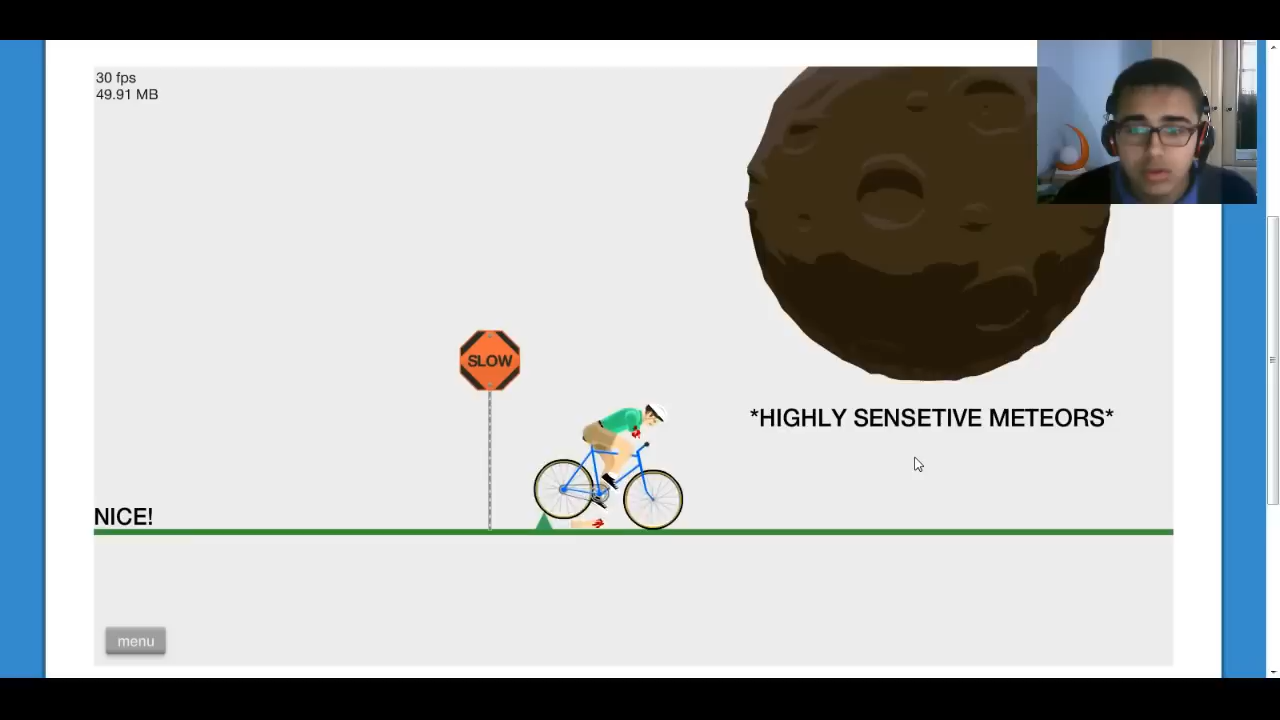 30 fps
49.91 MB
SLOW
*HIGHLY SENSETIVE METEORS*
NICE!
menu